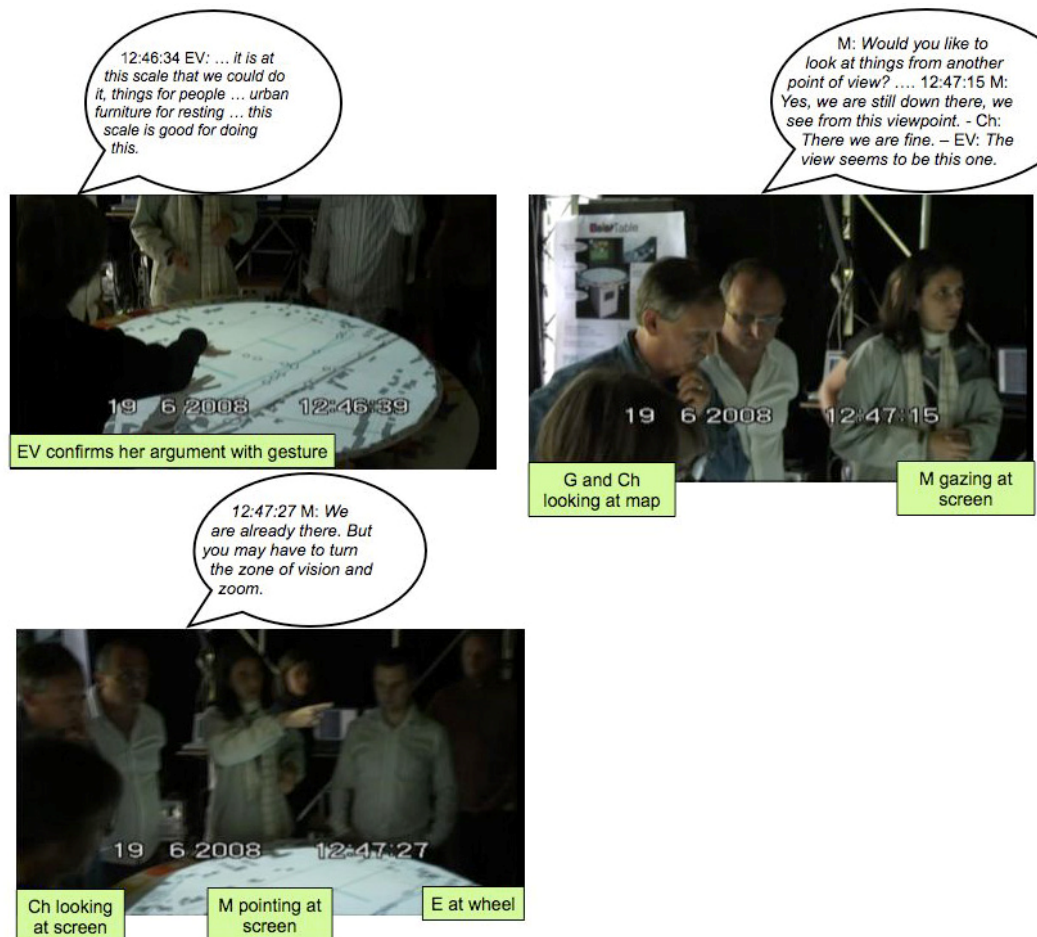 12:46:34 EV: … it is at
this scale that we could do
it, things for people … urban
furniture for resting … this
scale is good for doing
this.
M: Would you like to
look at things from another
point of view? …. 12:47:15 M:
Yes, we are still down there, we
see from this viewpoint. - Ch:
There we are fine. – EV: The
view seems to be this one.
19 6 2008 12:46:39
EV confirms her argument with gesture
Table
19 6 2008 12:47:15
G and Ch
looking at map
M gazing at
screen
12:47:27 M: We
are already there. But
you may have to turn
the zone of vision and
zoom.
19 6 2008 12:47:27
Ch looking
at screen
M pointing at
screen
E at wheel